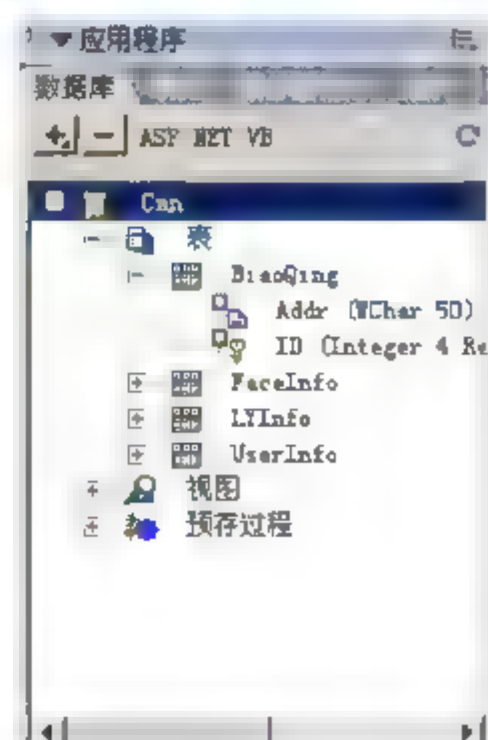 应用程序
数据库
ASP NET VB
Cnn
表
BiaoQing
Addr (WChar 50)
ID (Integer 4 Re
FaceInfo
LYInfo
UserInfo
视图
预存过程